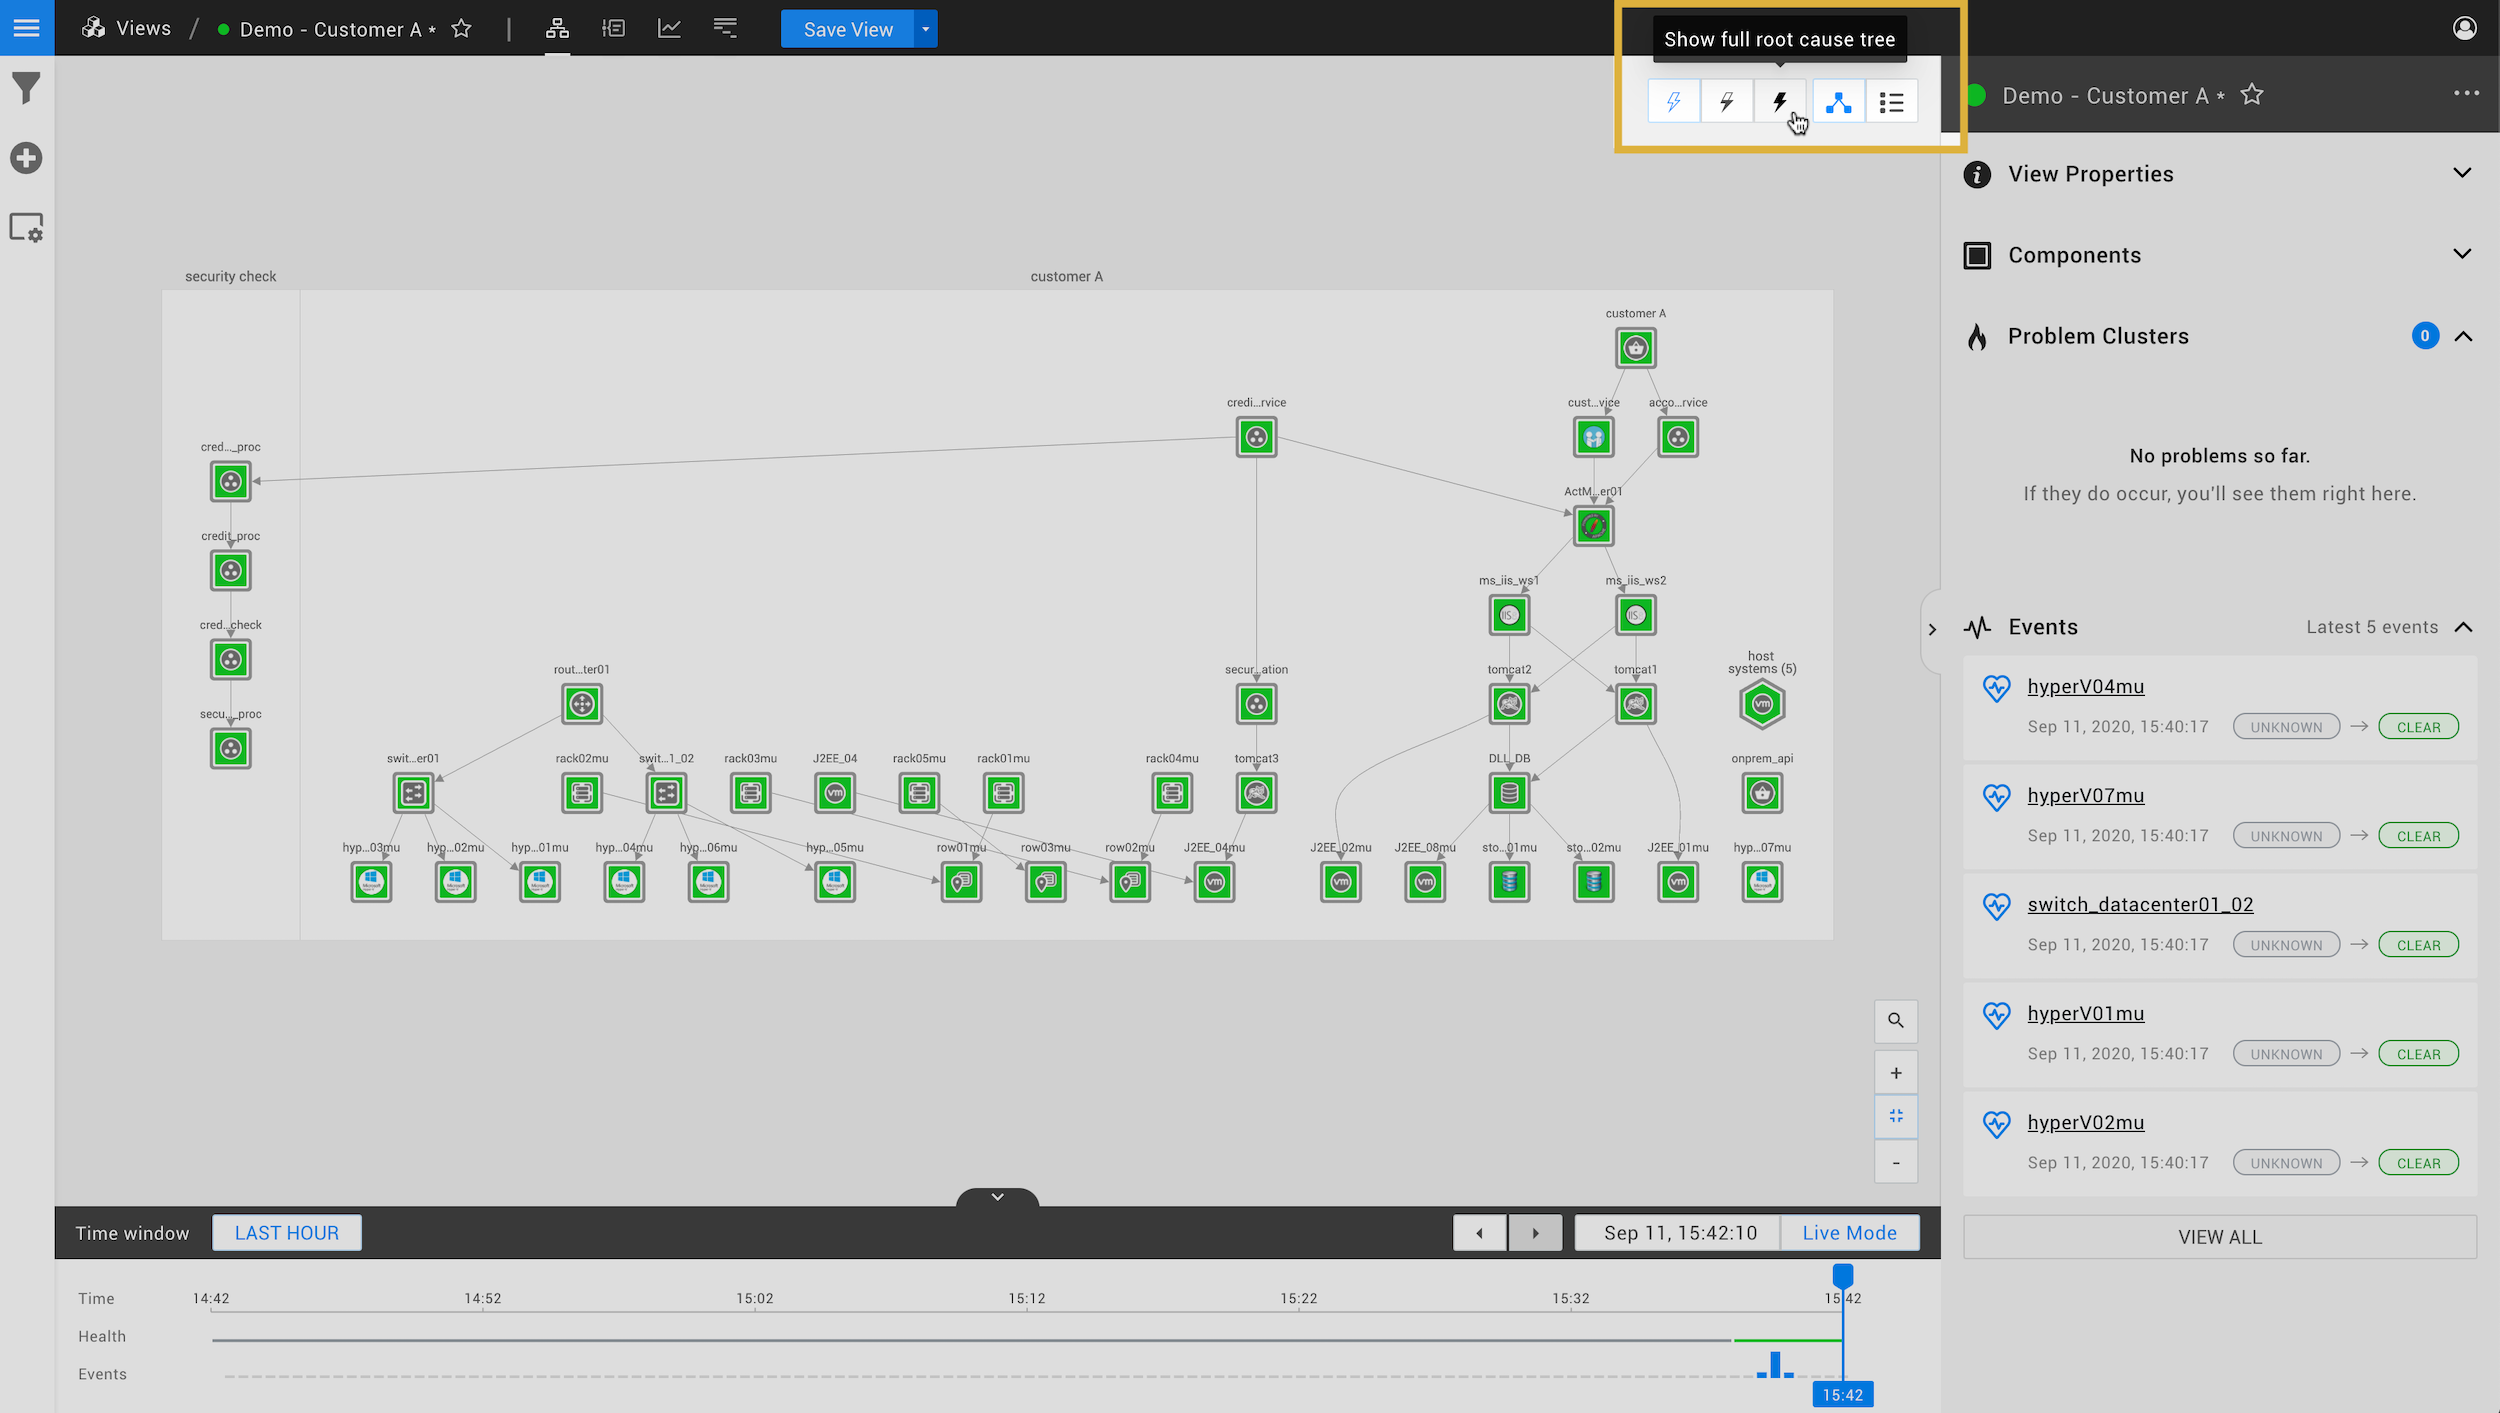 Views / Demo - Customer A *
Save View
Show full root cause tree
Demo - Customer A *
View Properties
Components
Problem Clusters 0
No problems so far.
If they do occur, you'll see them right here.
Events Latest 5 events
hyperV04mu
Sep 11, 2020, 15:40:17 UNKNOWN → CLEAR
hyperV07mu
Sep 11, 2020, 15:40:17 UNKNOWN → CLEAR
switch_datacenter01_02
Sep 11, 2020, 15:40:17 UNKNOWN → CLEAR
hyperV01mu
Sep 11, 2020, 15:40:17 UNKNOWN → CLEAR
hyperV02mu
Sep 11, 2020, 15:40:17 UNKNOWN → CLEAR
VIEW ALL
security check customer A
customer A
credi...rvice cust...vice acco...rvice
cred..._proc
ActM...er01
credit_proc
ms_iis_ws1 ms_iis_ws2
IIS IIS
cred...check
host
systems (5)
rout...ter01 secur...ation tomcat2 tomcat1
vm
secu..._proc
swit...er01 rack02mu swit...1_02 rack03mu J2EE_04 rack05mu rack01mu rack04mu tomcat3 DLL_DB onprem_api
vm
hyp...03mu hyp...02mu hyp...01mu hyp...04mu hyp...06mu hyp...05mu row01mu row03mu row02mu J2EE_04mu J2EE_02mu J2EE_08mu sto...01mu sto...02mu J2EE_01mu hyp...07mu
vm vm vm vm
+
-
Time window LAST HOUR Sep 11, 15:42:10 Live Mode
Time 14:42 14:52 15:02 15:12 15:22 15:32 15:42
Health
Events
15:42